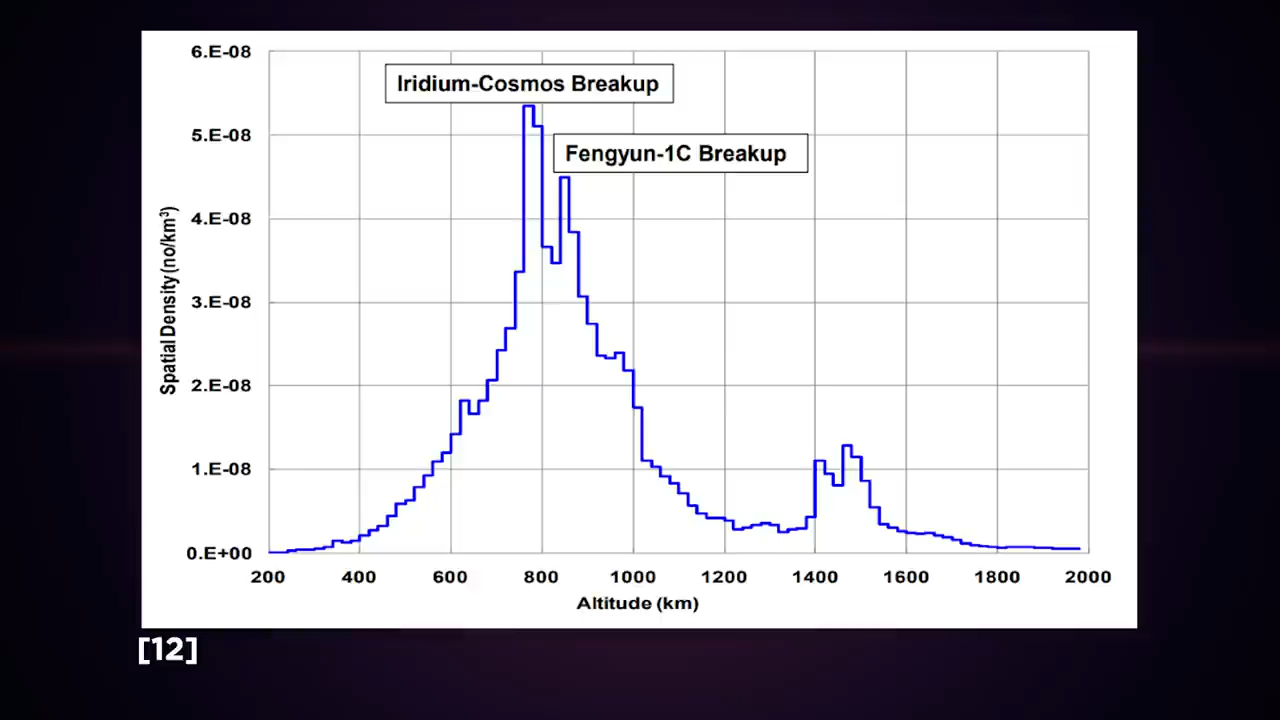 6.E-08
Iridium-Cosmos Breakup
5.E-08
Fengyun-1C Breakup
4.E-08
3.E-08
2.E-08
1.E-08
0.E+00
Spatial Density (no/km³)
200 400 600 800 1000 1200 1400 1600 1800 2000
Altitude (km)
[12]